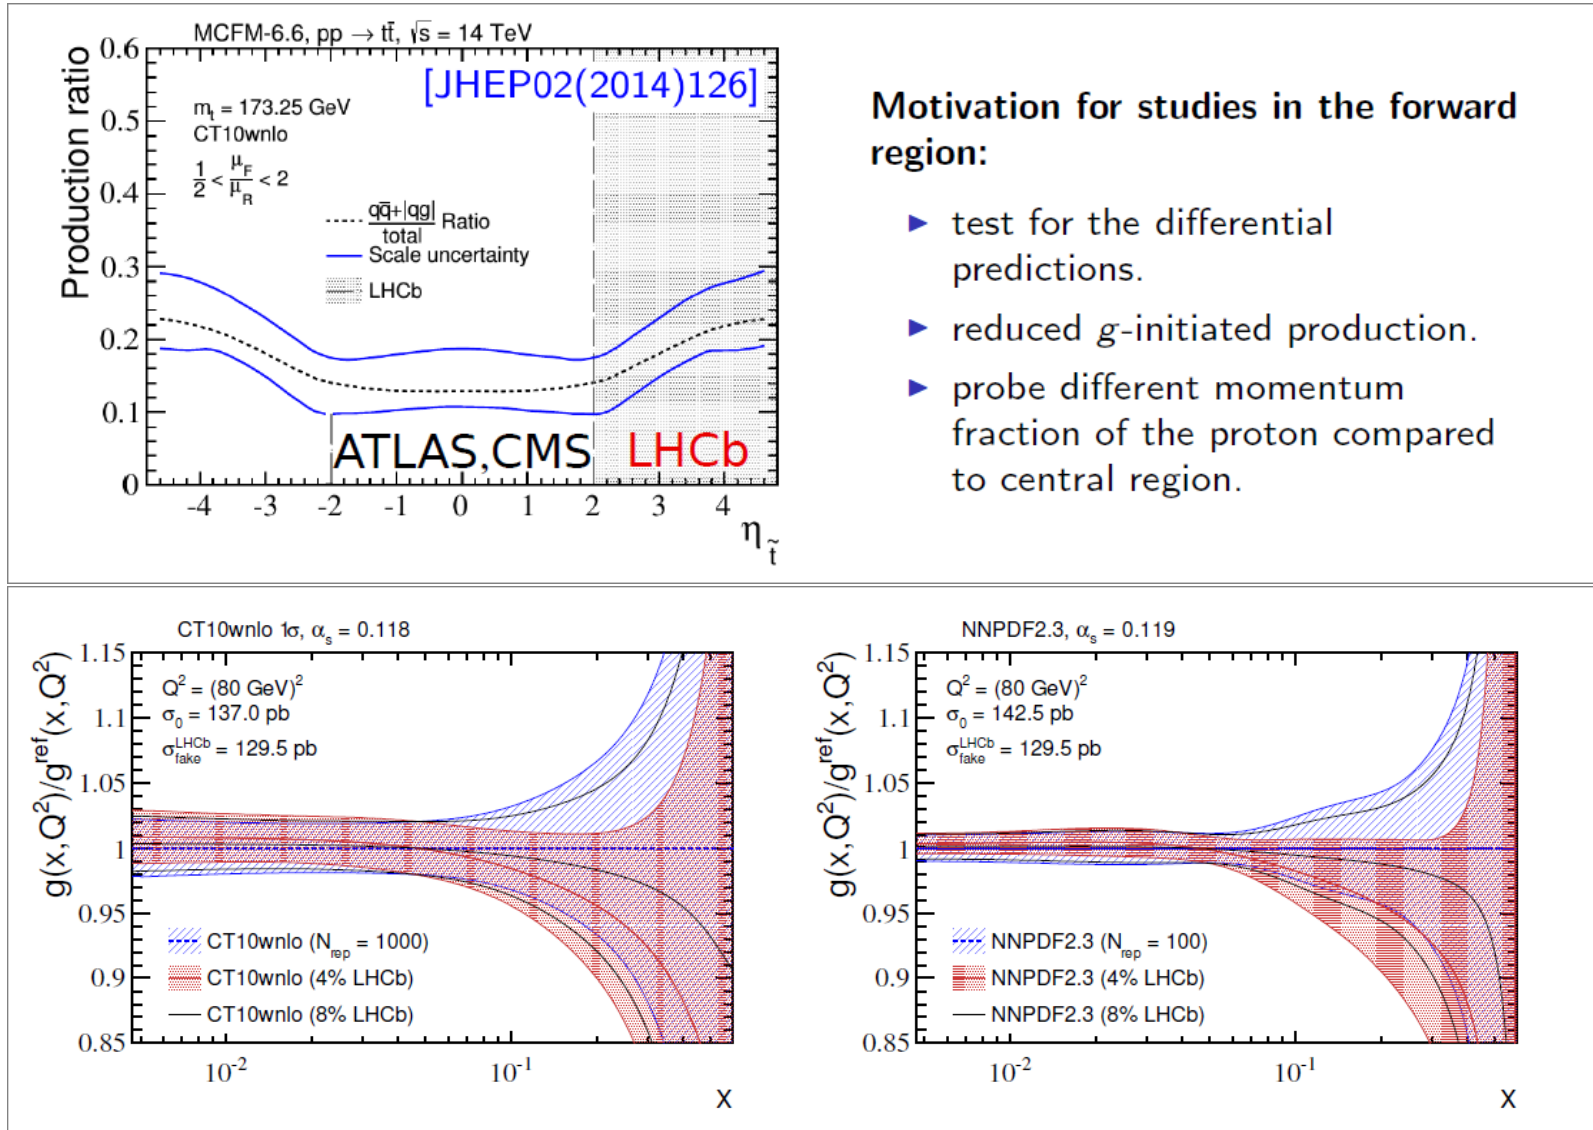 MCFM-6.6, pp → tt̄, √s = 14 TeV
[JHEP02(2014)126]
Production ratio
0.6
0.5
0.4
0.3
0.2
0.1
0
m_t = 173.25 GeV
CT10wnlo
1/2 < μ_F/μ_R < 2
(qq̄+|qg|)/total Ratio
Scale uncertainty
LHCb
ATLAS,CMS
LHCb
-4 -3 -2 -1 0 1 2 3 4
η_t̃
Motivation for studies in the forward
region:
test for the differential
predictions.
reduced g-initiated production.
probe different momentum
fraction of the proton compared
to central region.
CT10wnlo 1σ, α_s = 0.118
g(x,Q²)/g^ref(x,Q²)
1.15
1.1
1.05
1
0.95
0.9
0.85
Q² = (80 GeV)²
σ_0 = 137.0 pb
σ_fake^LHCb = 129.5 pb
CT10wnlo (N_rep = 1000)
CT10wnlo (4% LHCb)
CT10wnlo (8% LHCb)
10⁻² 10⁻¹
X
NNPDF2.3, α_s = 0.119
g(x,Q²)/g^ref(x,Q²)
1.15
1.1
1.05
1
0.95
0.9
0.85
Q² = (80 GeV)²
σ_0 = 142.5 pb
σ_fake^LHCb = 129.5 pb
NNPDF2.3 (N_rep = 100)
NNPDF2.3 (4% LHCb)
NNPDF2.3 (8% LHCb)
10⁻² 10⁻¹
X